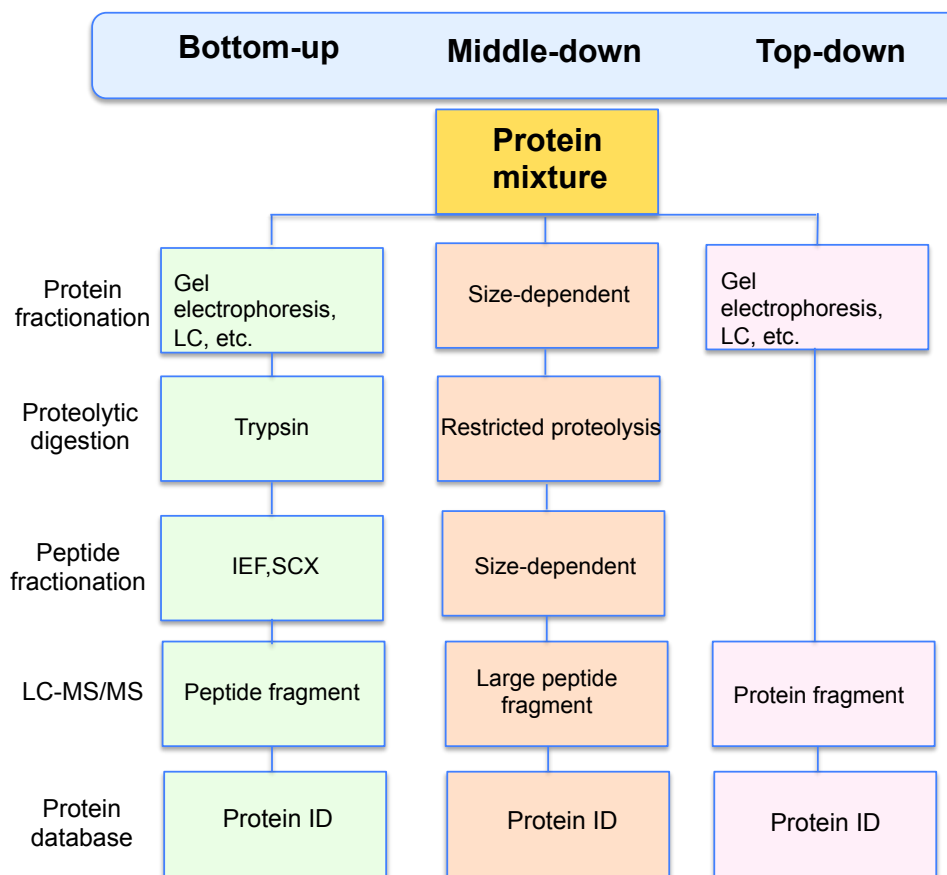 Bottom-up
Middle-down
Top-down
Protein
mixture
Protein
fractionation
Gel
electrophoresis,
LC, etc.
Size-dependent
Gel
electrophoresis,
LC, etc.
Proteolytic
digestion
Trypsin
Restricted proteolysis
Peptide
fractionation
IEF,SCX
Size-dependent
LC-MS/MS
Peptide fragment
Large peptide
fragment
Protein fragment
Protein
database
Protein ID
Protein ID
Protein ID